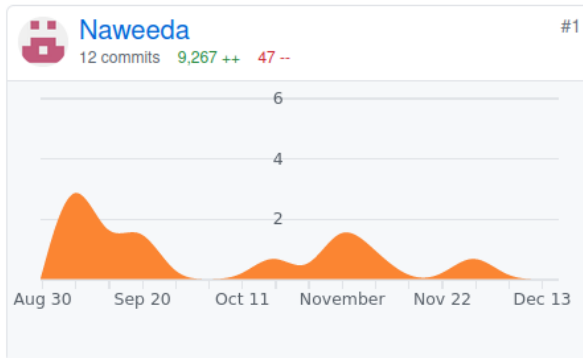 Naweeda
#1
12 commits 9,267 ++ 47 --
6
4
2
Aug 30 Sep 20 Oct 11 November Nov 22 Dec 13